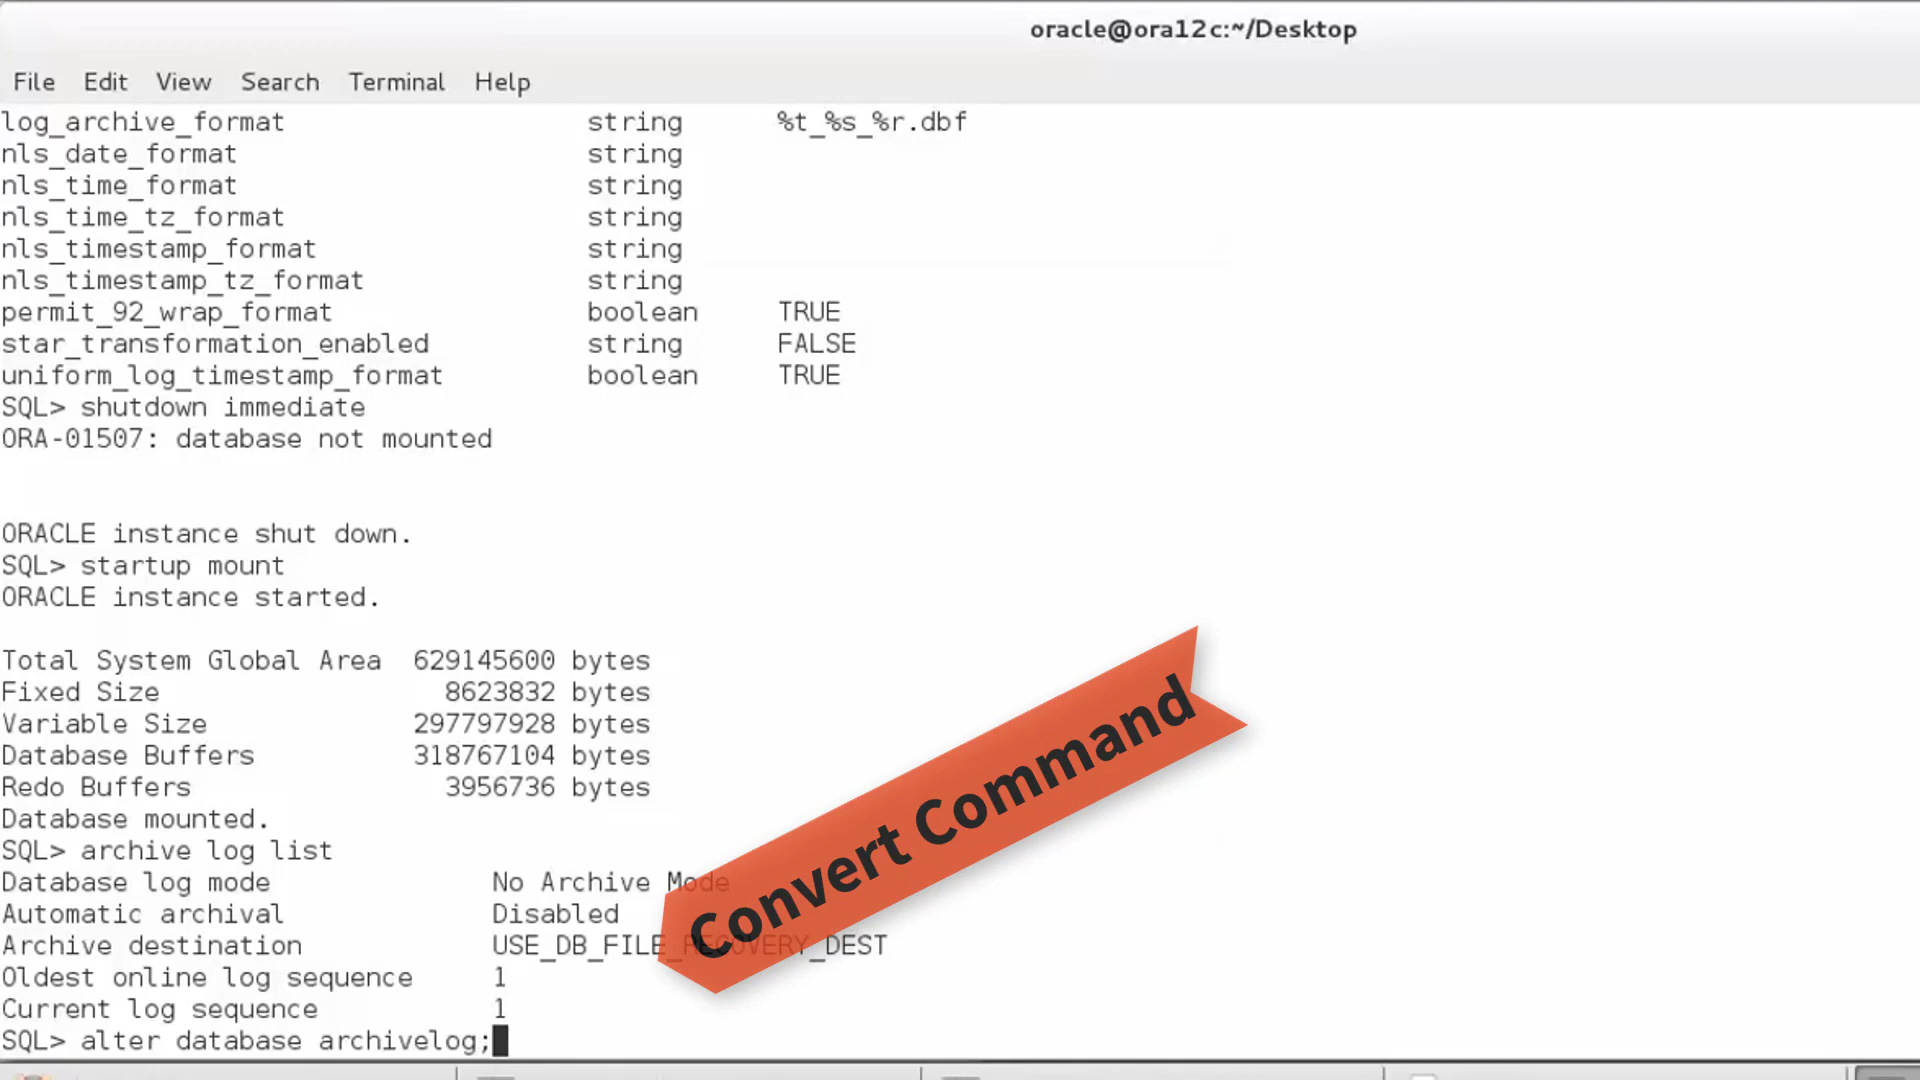 oracle@ora12c:~/Desktop
File Edit View Search Terminal Help
log_archive_format string %t_%s_%r.dbf
nls_date_format string
nls_time_format string
nls_time_tz_format string
nls_timestamp_format string
nls_timestamp_tz_format string
permit_92_wrap_format boolean TRUE
star_transformation_enabled string FALSE
uniform_log_timestamp_format boolean TRUE
SQL> shutdown immediate
ORA-01507: database not mounted
ORACLE instance shut down.
SQL> startup mount
ORACLE instance started.
Total System Global Area 629145600 bytes
Fixed Size 8623832 bytes
Variable Size 297797928 bytes
Database Buffers 318767104 bytes
Redo Buffers 3956736 bytes
Database mounted.
SQL> archive log list
Database log mode No Archive Mode
Automatic archival Disabled
Archive destination USE_DB_FILE_RECOVERY_DEST
Oldest online log sequence 1
Current log sequence 1
SQL> alter database archivelog;
Convert Command